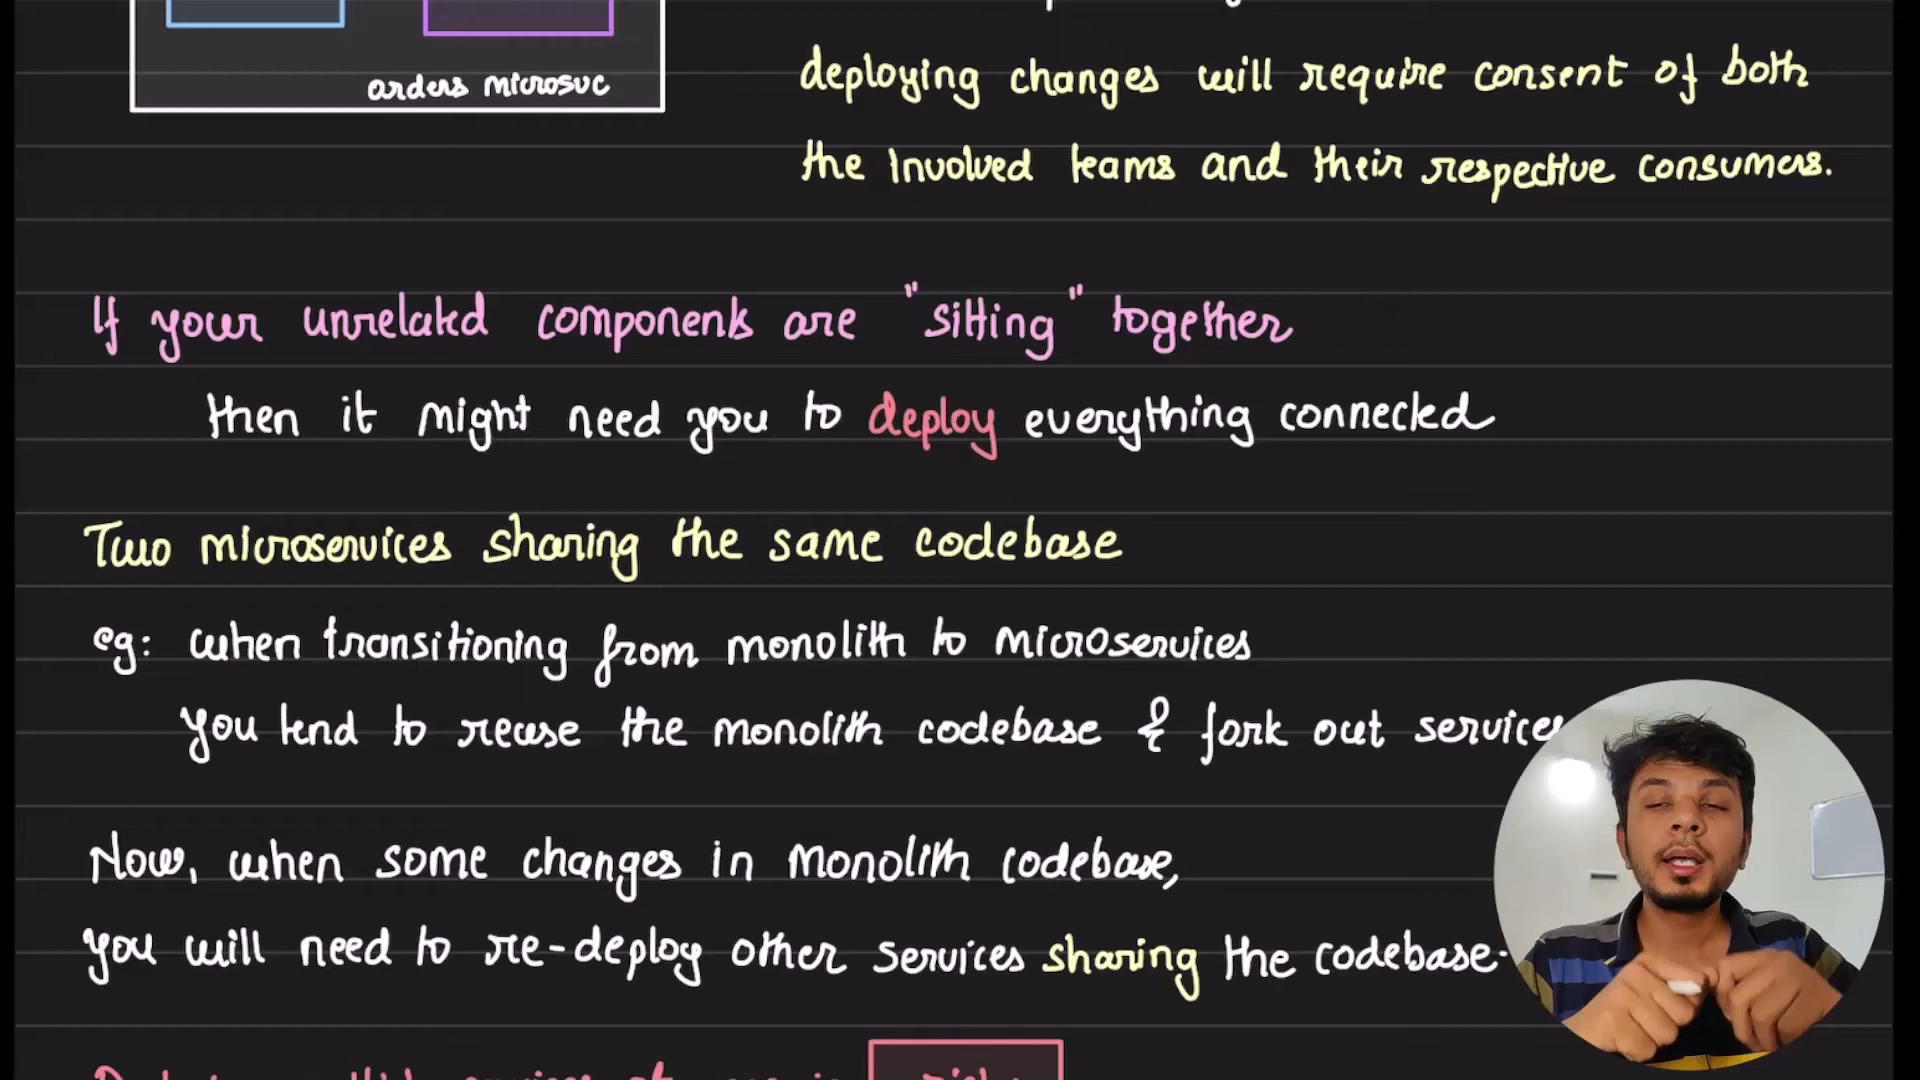 orders microsvc
deploying changes will require consent of both
the involved teams and their respective consumers.
If your unrelated components are "sitting" together
then it might need you to deploy everything connected
Two microservices sharing the same codebase
eg: when transitioning from monolith to microservices
you tend to reuse the monolith codebase & fork out services
Now, when some changes in monolith codebase,
you will need to re-deploy other services sharing the codebase.